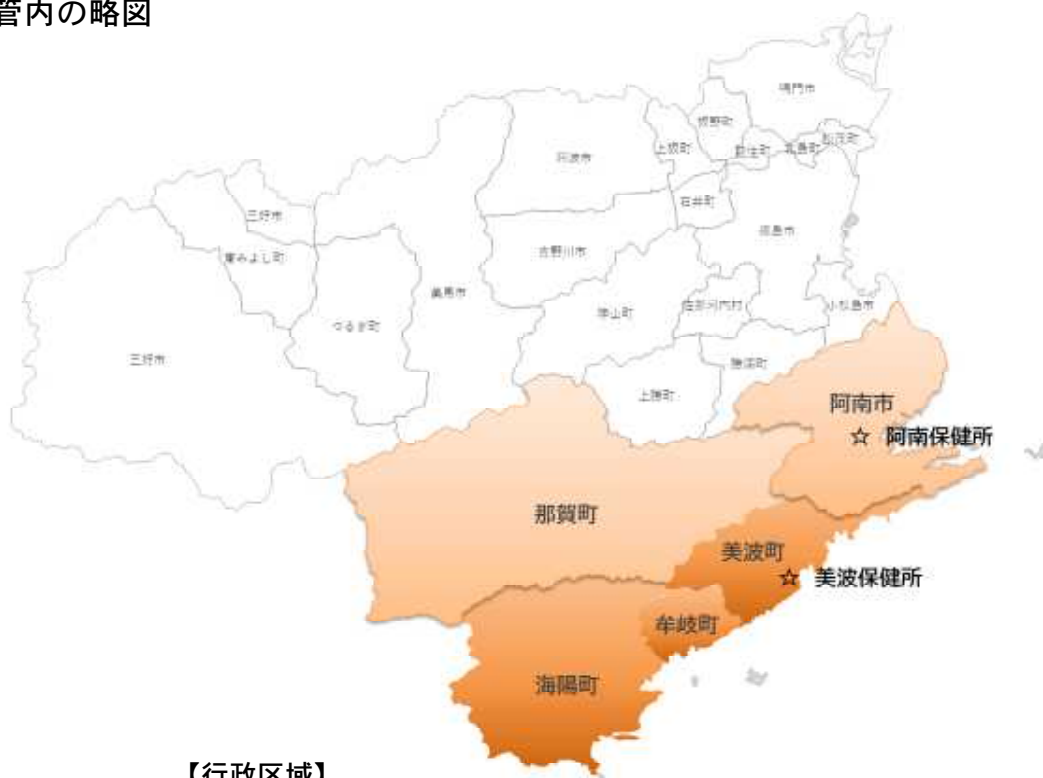 管内の略図
鳴門市
板野町
松茂町
上板町
藍住町
北島町
阿波市
石井町
三好市
徳島市
吉野川市
東みよし町
美馬市
佐那河内村
小松島市
神山町
つるぎ町
三好市
勝浦町
上勝町
阿南市
☆ 阿南保健所
那賀町
美波町
☆ 美波保健所
牟岐町
海陽町
【行政区域】